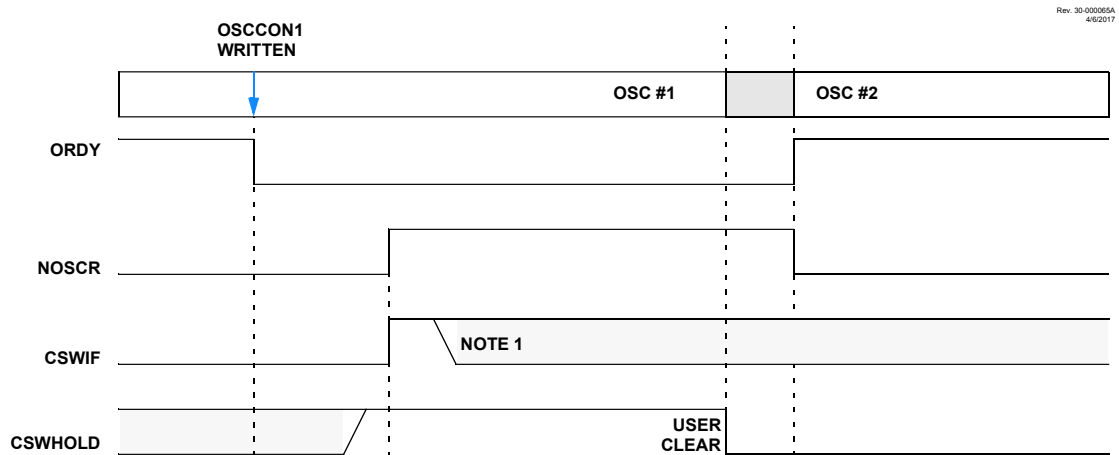 Rev. 30-000065A
4/6/2017
OSCCON1
WRITTEN
OSC #1
OSC #2
ORDY
NOSCR
CSWIF
NOTE 1
CSWHOLD
USER
CLEAR